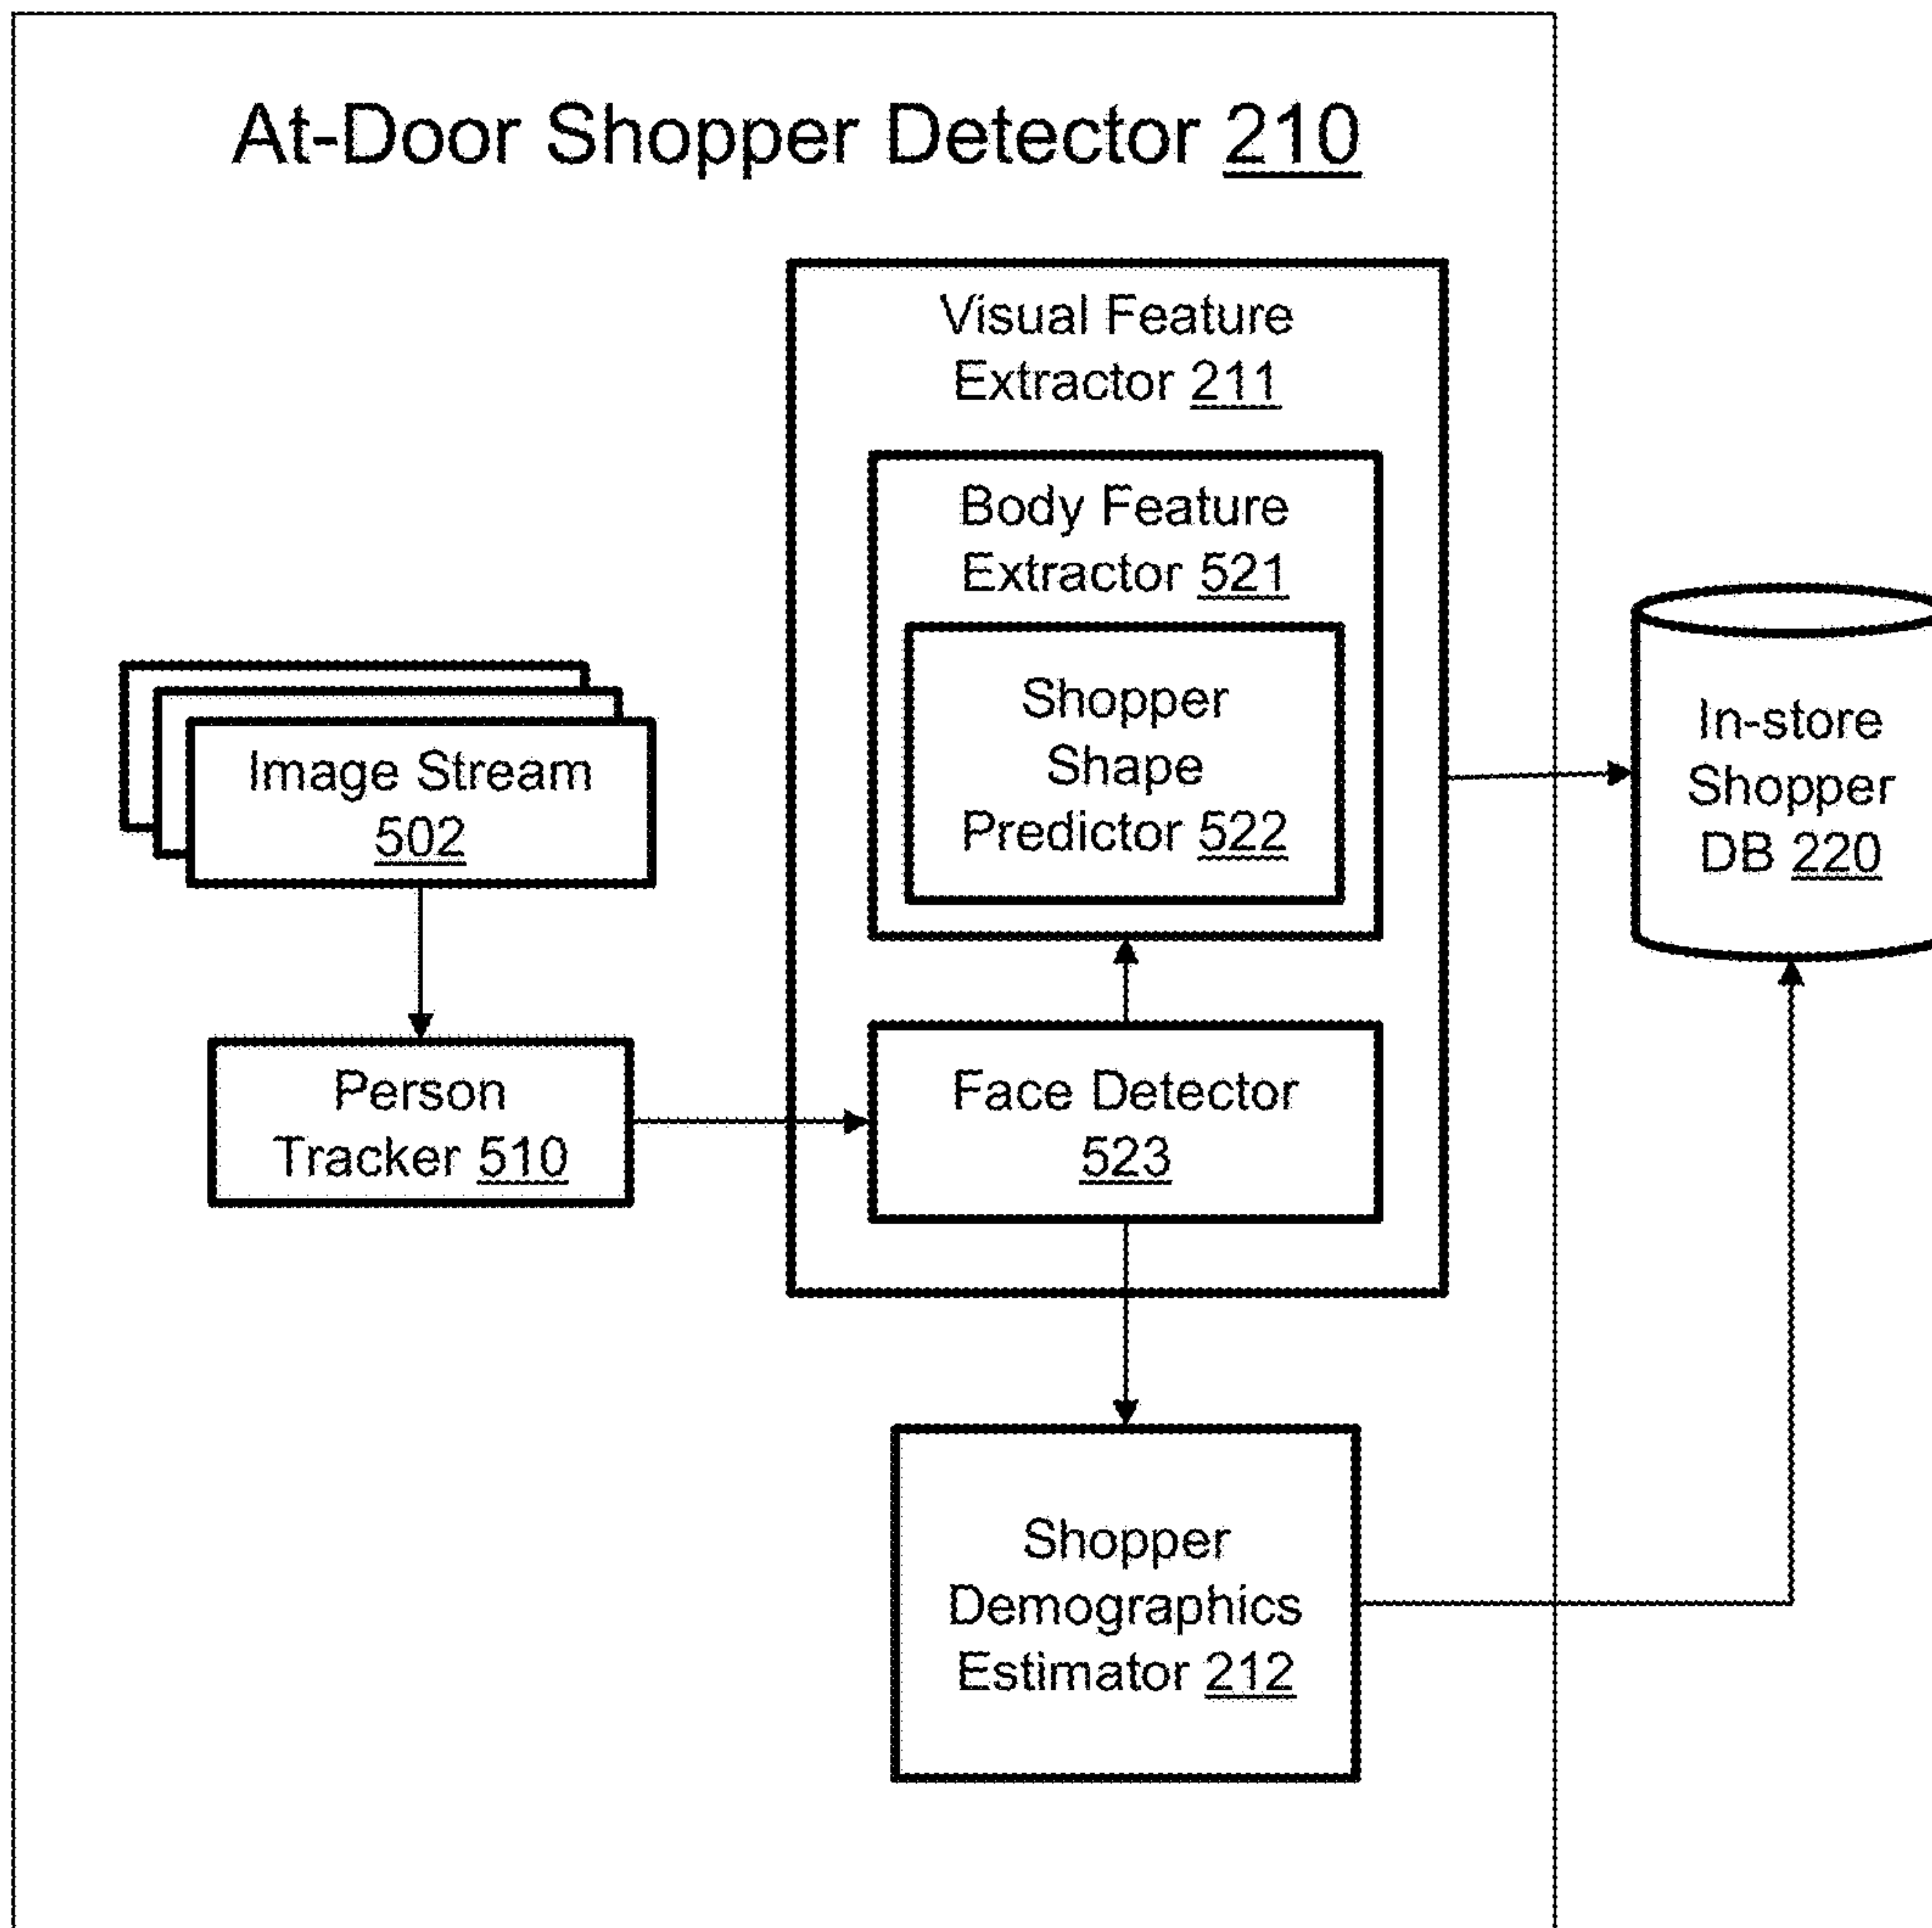 At-Door Shopper Detector 210
Visual Feature
Extractor 211
Body Feature
Extractor 521
Shopper
Shape
Predictor 522
Image Stream
502
In-store
Shopper
DB 220
Person
Tracker 510
Face Detector
523
Shopper
Demographics
Estimator 212